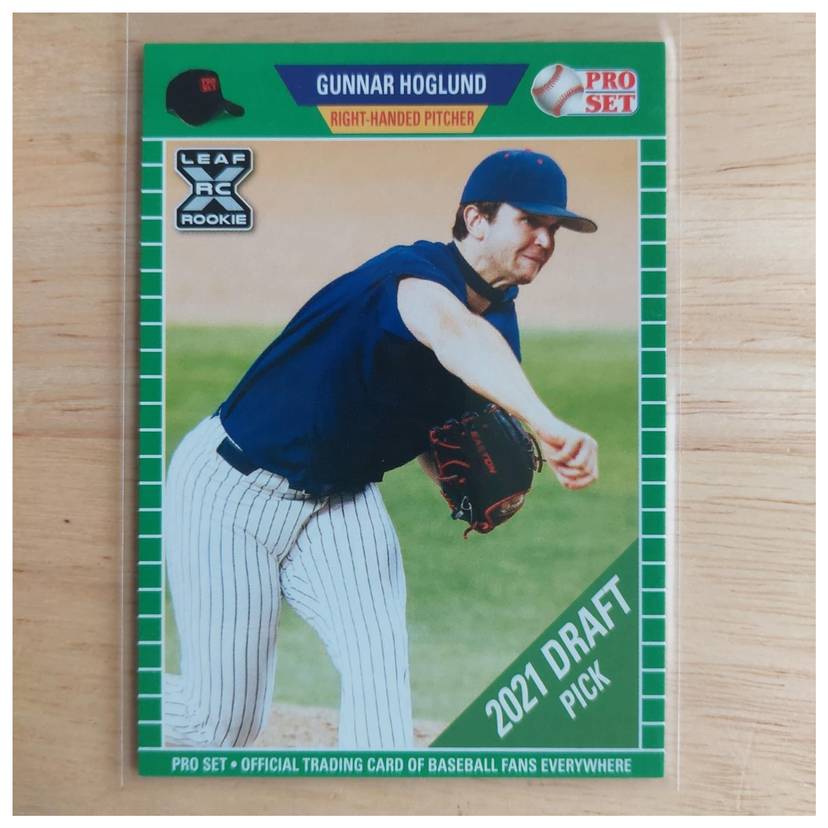 GUNNAR HOGLUND
RIGHT-HANDED PITCHER
PRO
SET
LEAF
RC
ROOKIE
EASTON
2021 DRAFT
PICK
PRO SET • OFFICIAL TRADING CARD OF BASEBALL FANS EVERYWHERE